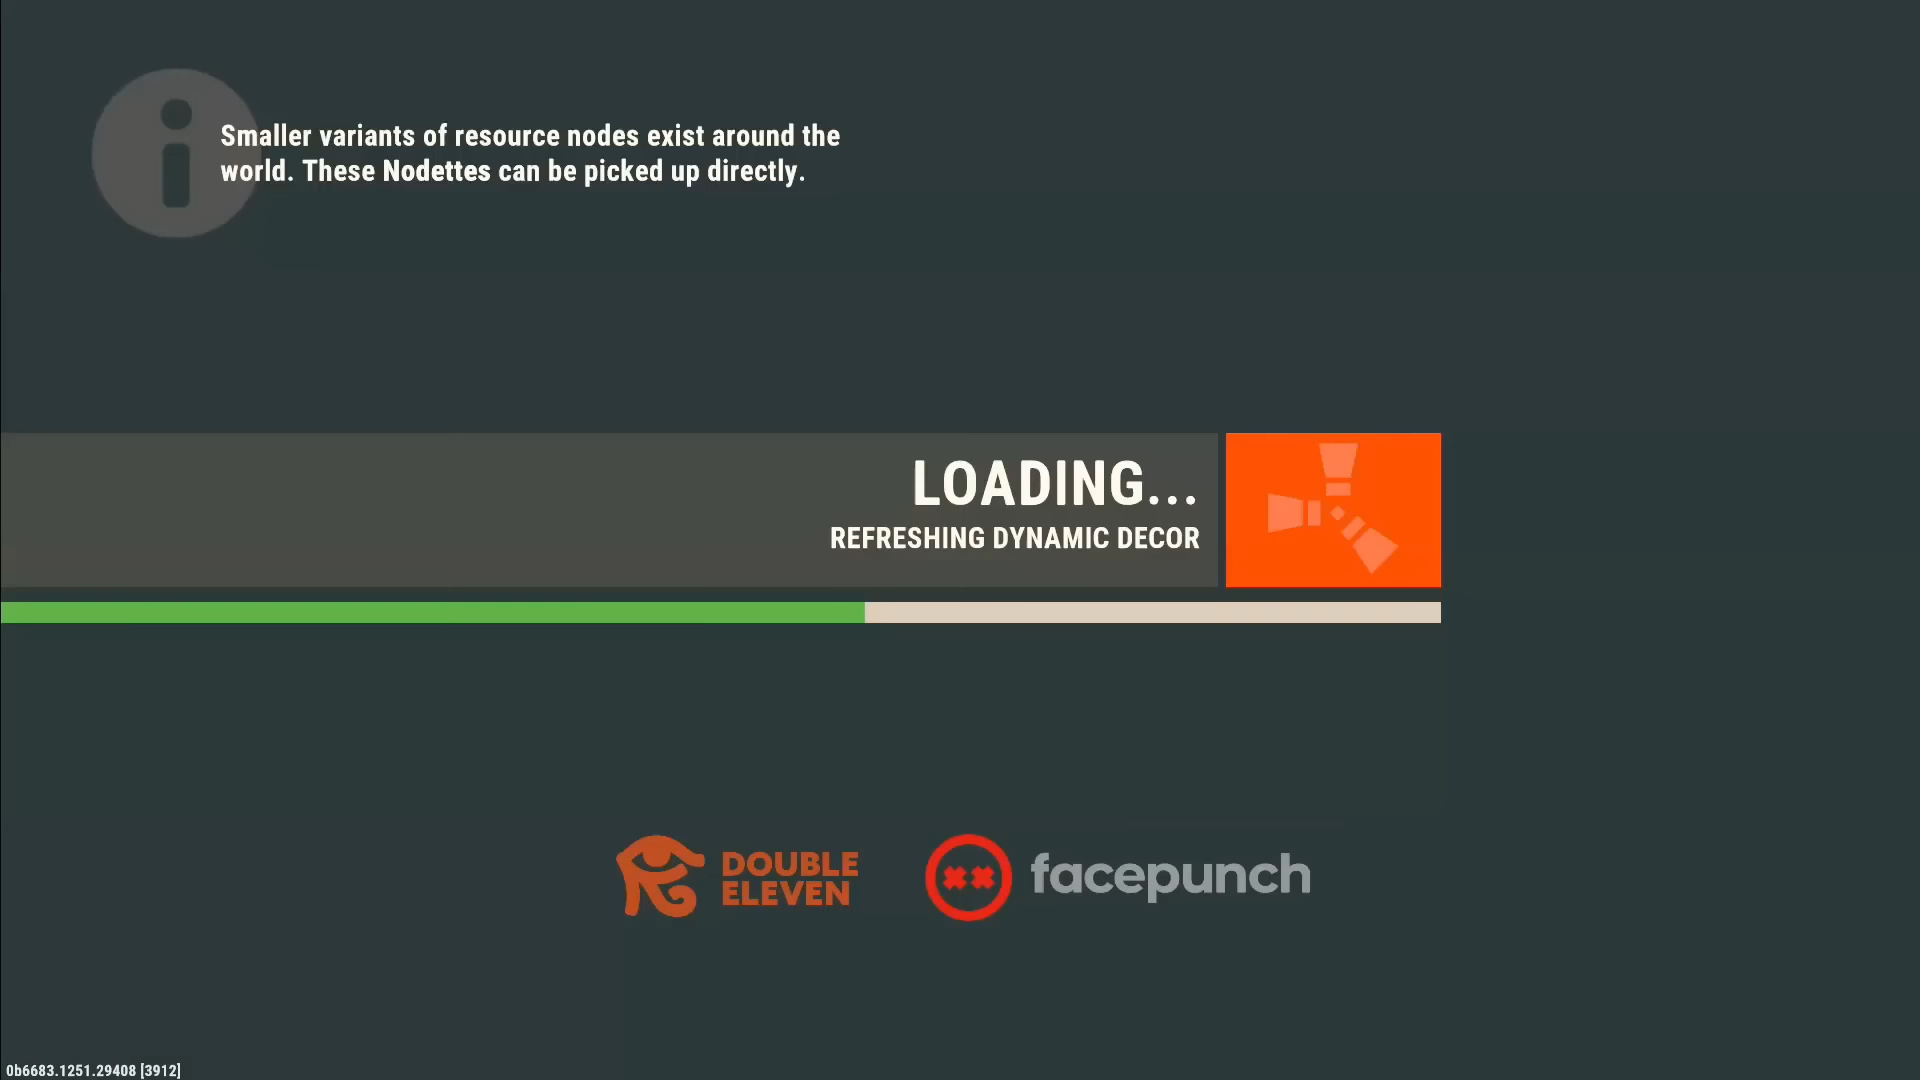 Smaller variants of resource nodes exist around the
world. These Nodettes can be picked up directly.
LOADING...
REFRESHING DYNAMIC DECOR
DOUBLE
ELEVEN
facepunch
0b6683.1251.29408 [3912]